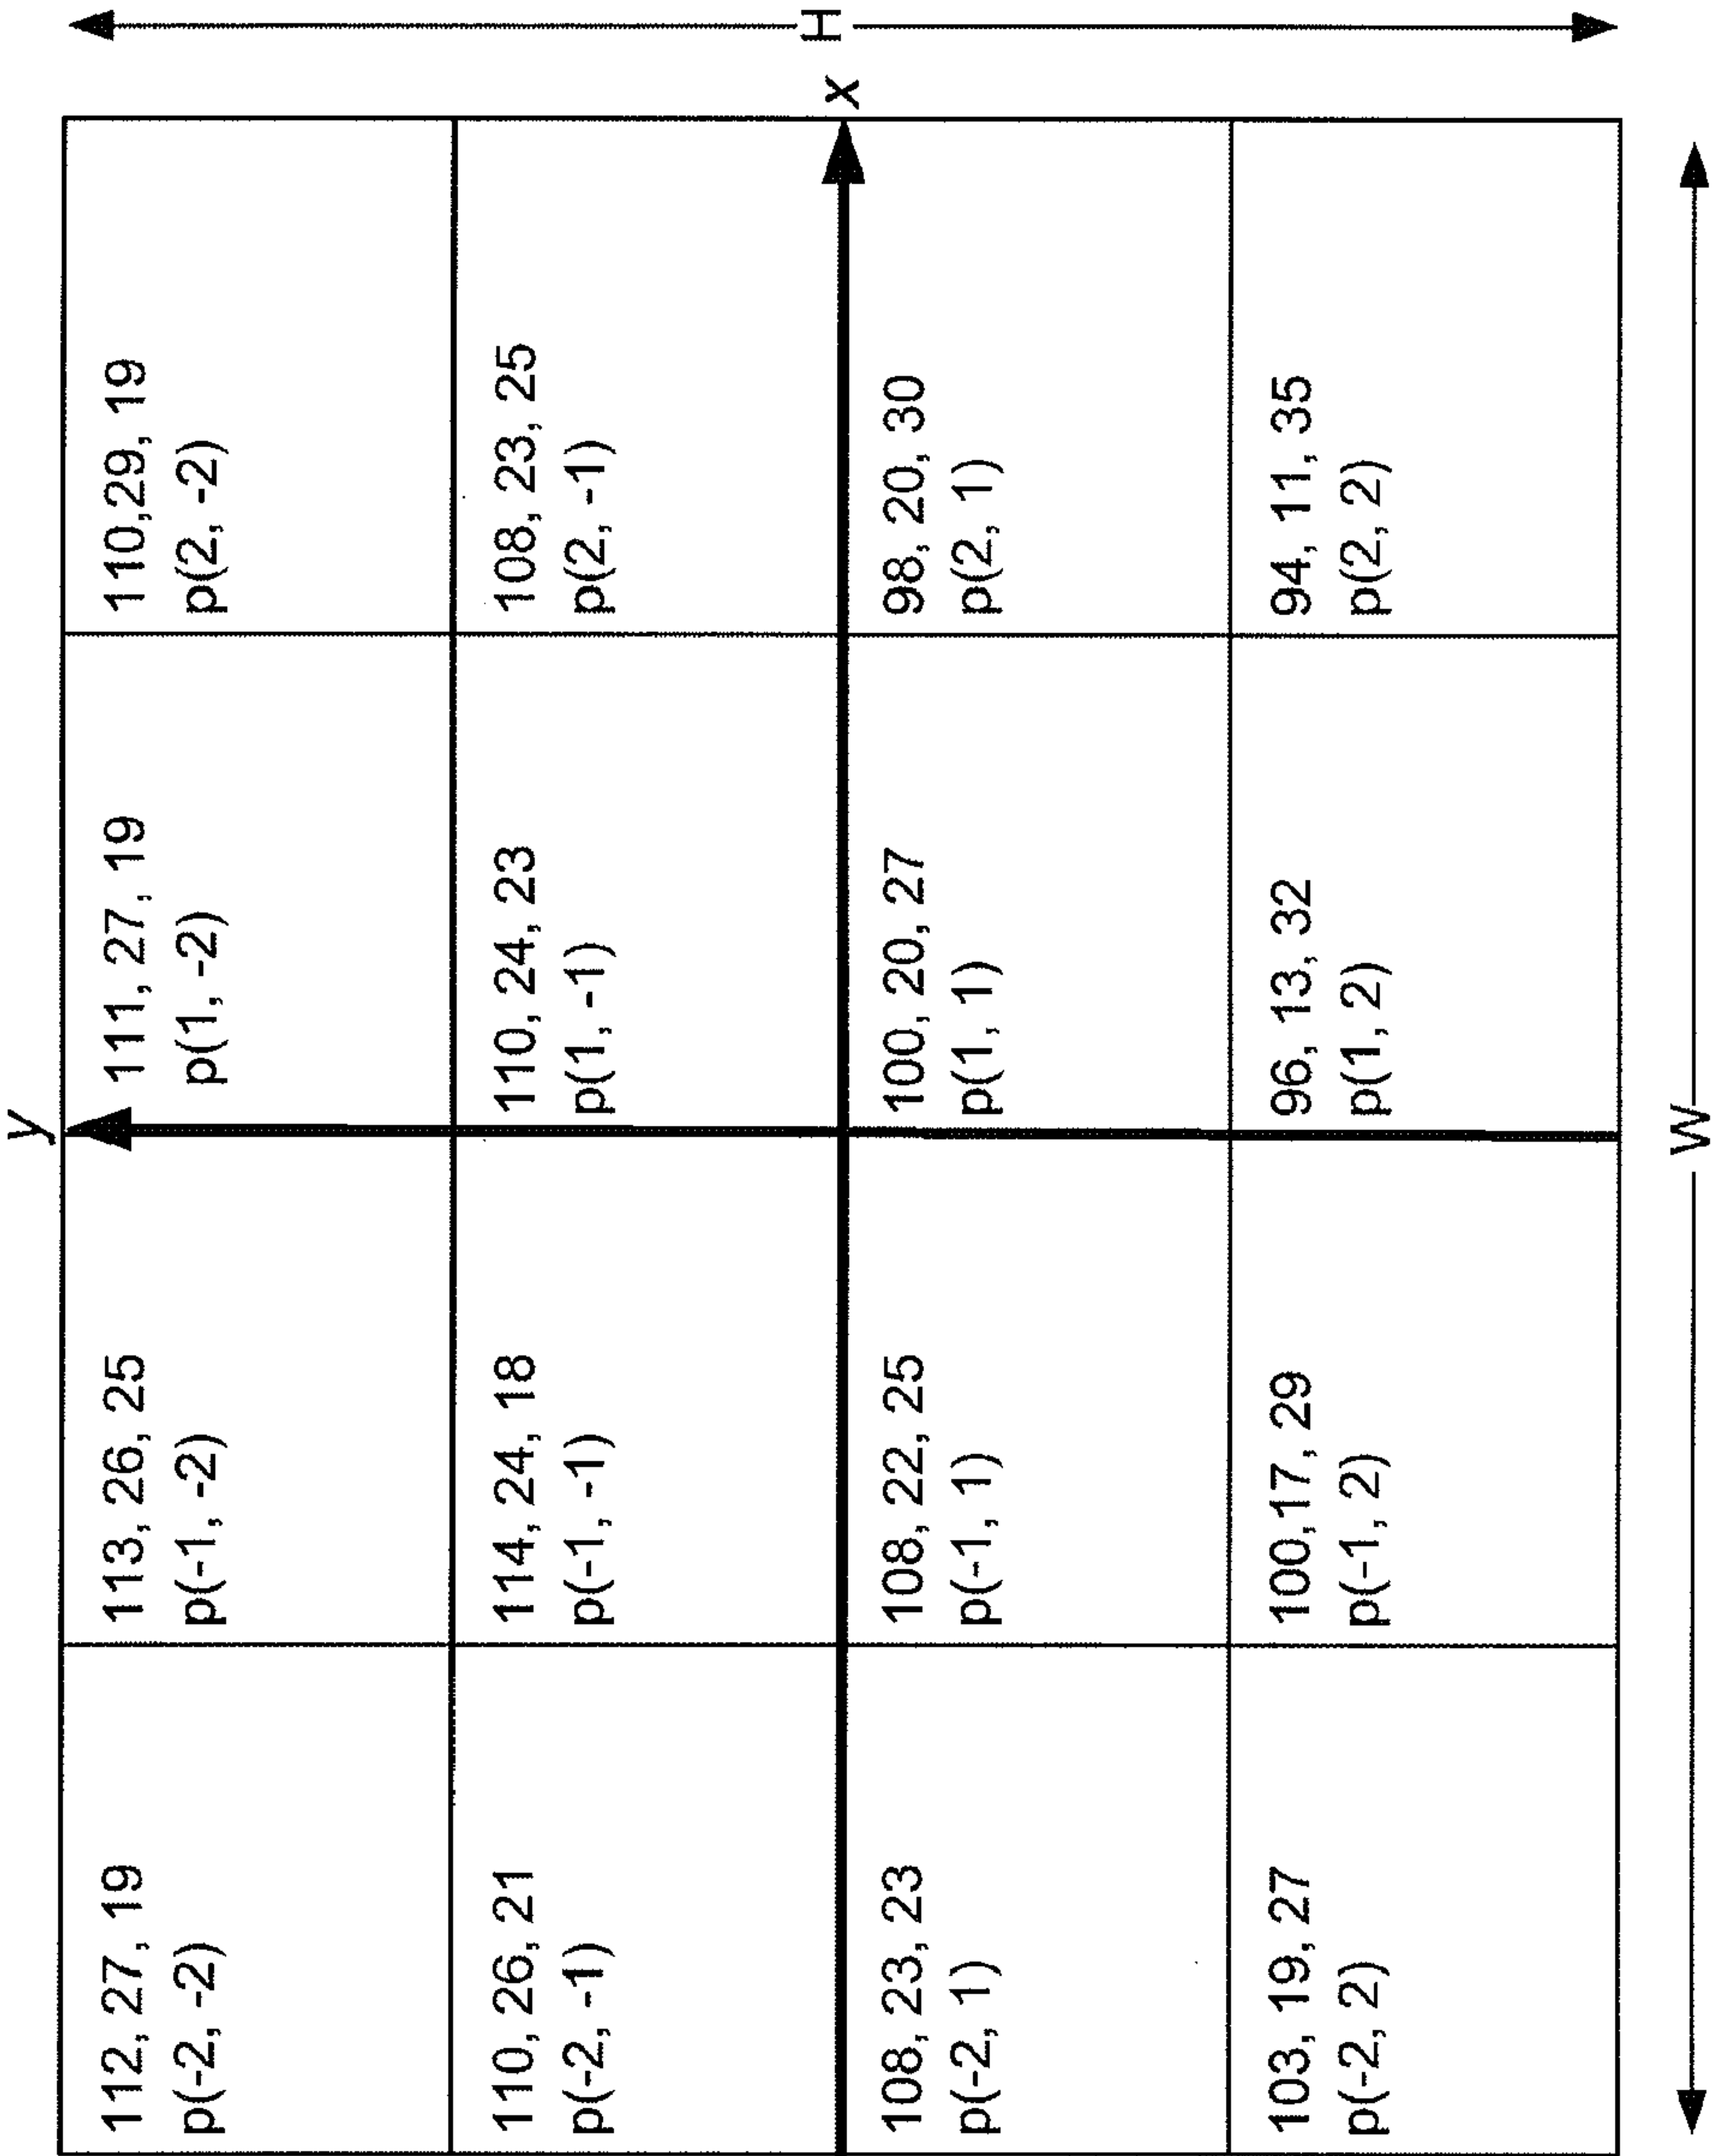 y
112, 27, 19
p(-2, -2)
113, 26, 25
p(-1, -2)
111, 27, 19
p(1, -2)
110,29, 19
p(2, -2)
110, 26, 21
p(-2, -1)
114, 24, 18
p(-1, -1)
110, 24, 23
p(1, -1)
108, 23, 25
p(2, -1)
H
x
108, 23, 23
p(-2, 1)
108, 22, 25
p(-1, 1)
100, 20, 27
p(1, 1)
98, 20, 30
p(2, 1)
103, 19, 27
p(-2, 2)
100,17, 29
p(-1, 2)
96, 13, 32
p(1, 2)
94, 11, 35
p(2, 2)
W